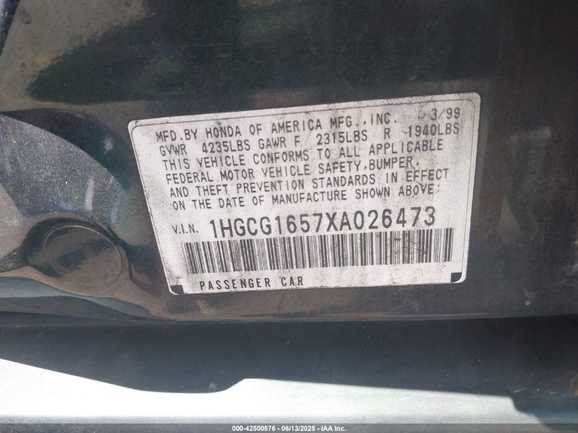 MFD.BY HONDA OF AMERICA MFG.,INC. 3/99
GVWR 4235LBS GAWR F 2315LBS R 1940LBS
THIS VEHICLE CONFORMS TO ALL APPLICABLE
FEDERAL MOTOR VEHICLE SAFETY,BUMPER,
AND THEFT PREVENTION STANDARDS IN EFFECT
ON THE DATE OF MANUFACTURE SHOWN ABOVE.
V.I.N. 1HGCG1657XA026473
PASSENGER CAR
000-42500576 - 06/13/2025 - IAA Inc.